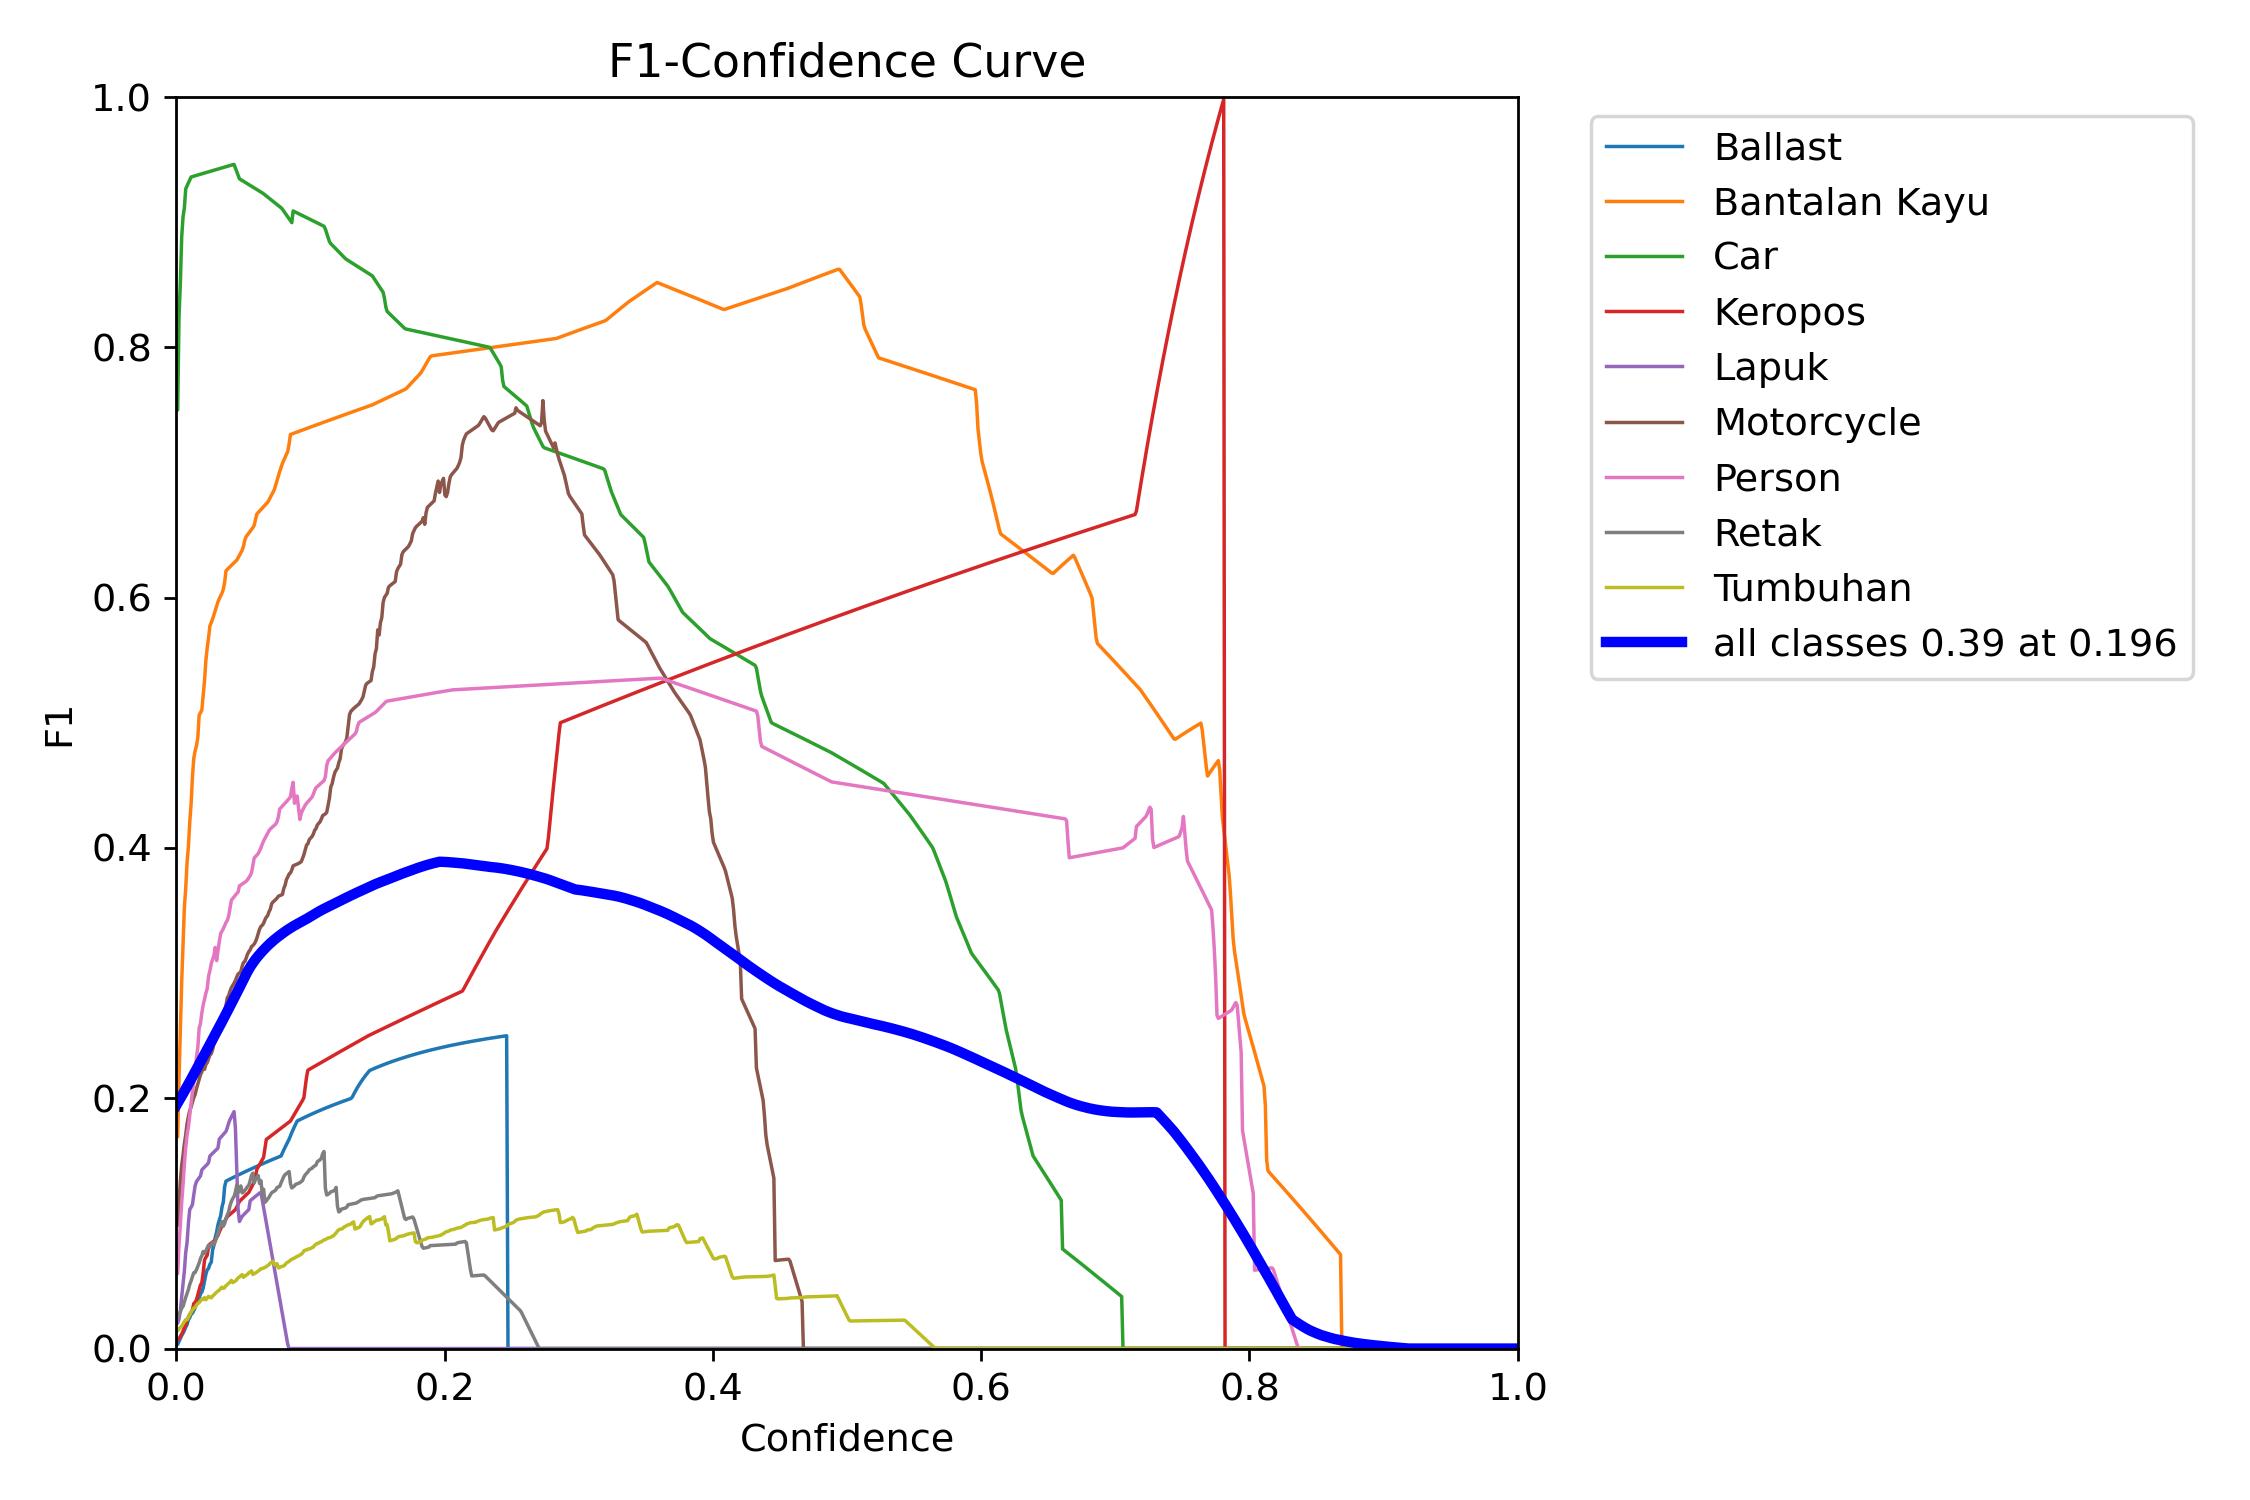 F1-Confidence Curve
1.0
0.8
0.6
0.4
0.2
0.0
F1
0.0 0.2 0.4 0.6 0.8 1.0
Confidence
Ballast
Bantalan Kayu
Car
Keropos
Lapuk
Motorcycle
Person
Retak
Tumbuhan
all classes 0.39 at 0.196